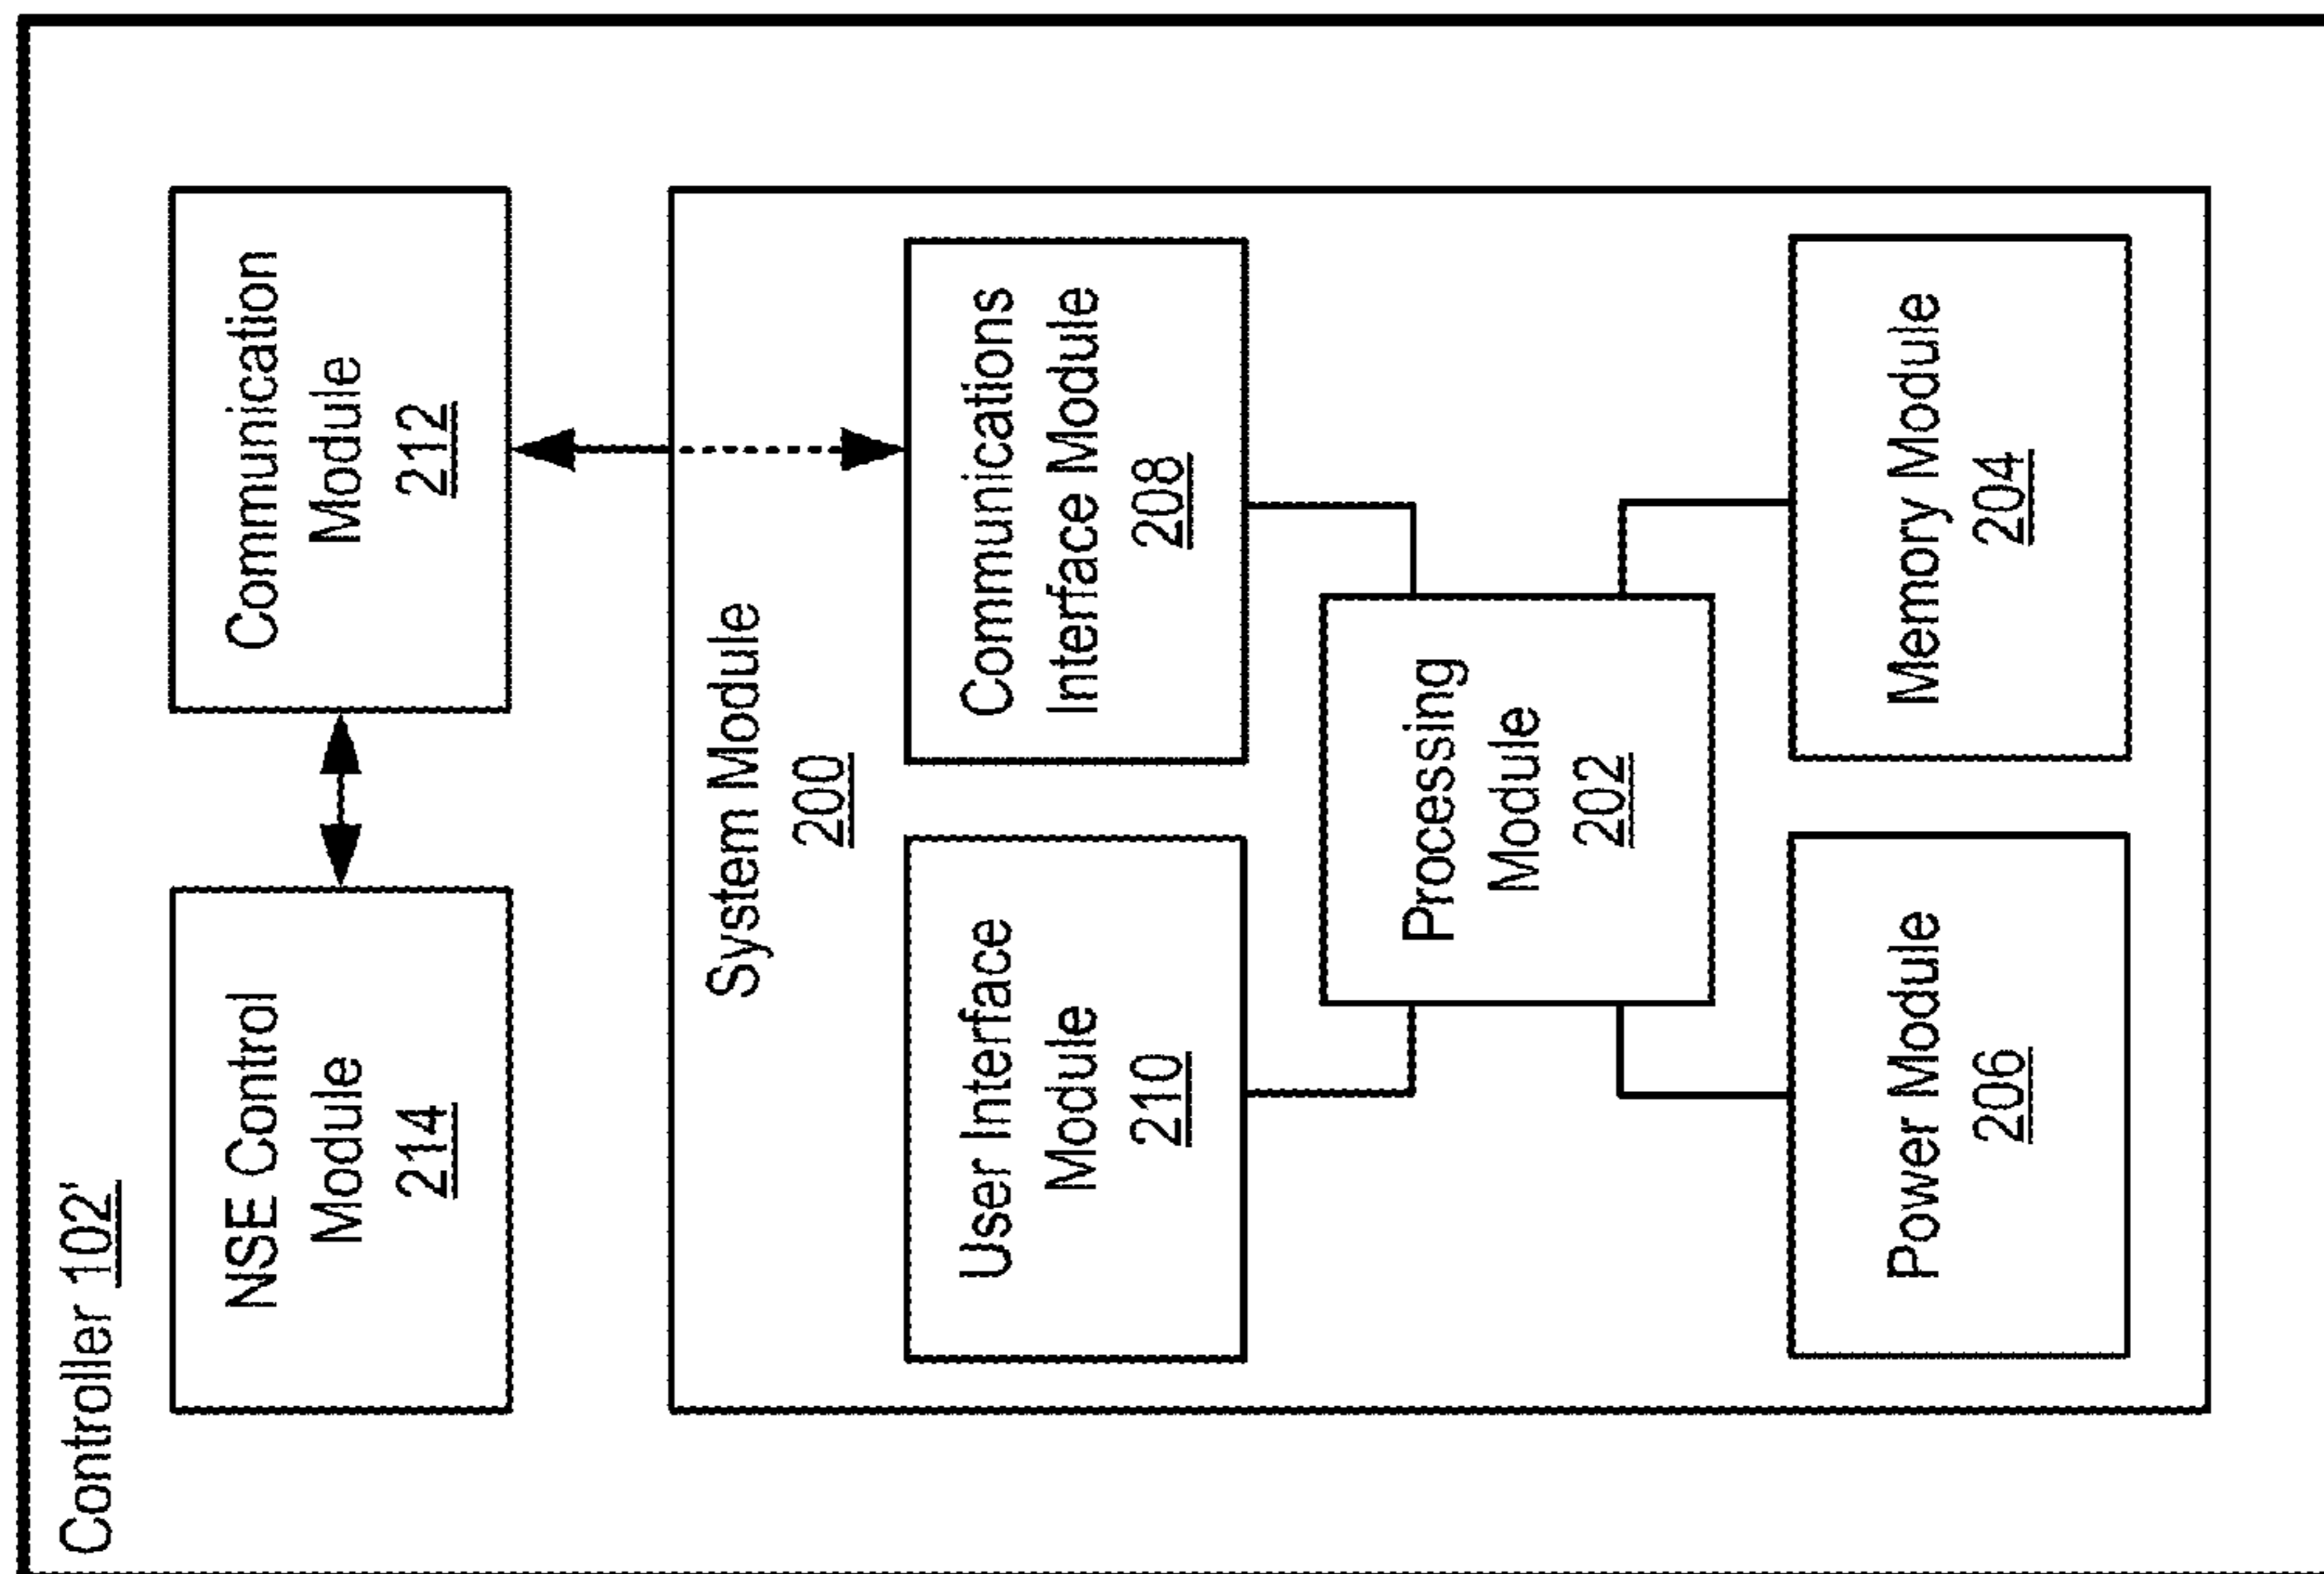 Controller 102'
NSE Control
Module
214
Communication
Module
212
System Module
200
User Interface
Module
210
Communications
Interface Module
208
Processing
Module
202
Power Module
206
Memory Module
204